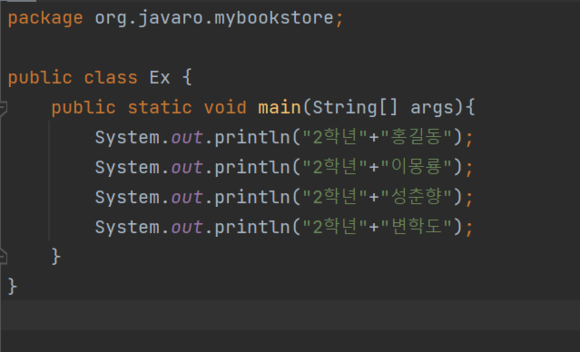 package org.javaro.mybookstore;
public class Ex {
public static void main(String[] args){
System.out.println("2학년"+"홍길동");
System.out.println("2학년"+"이몽룡");
System.out.println("2학년"+"성춘향");
System.out.println("2학년"+"변학도");
}
}